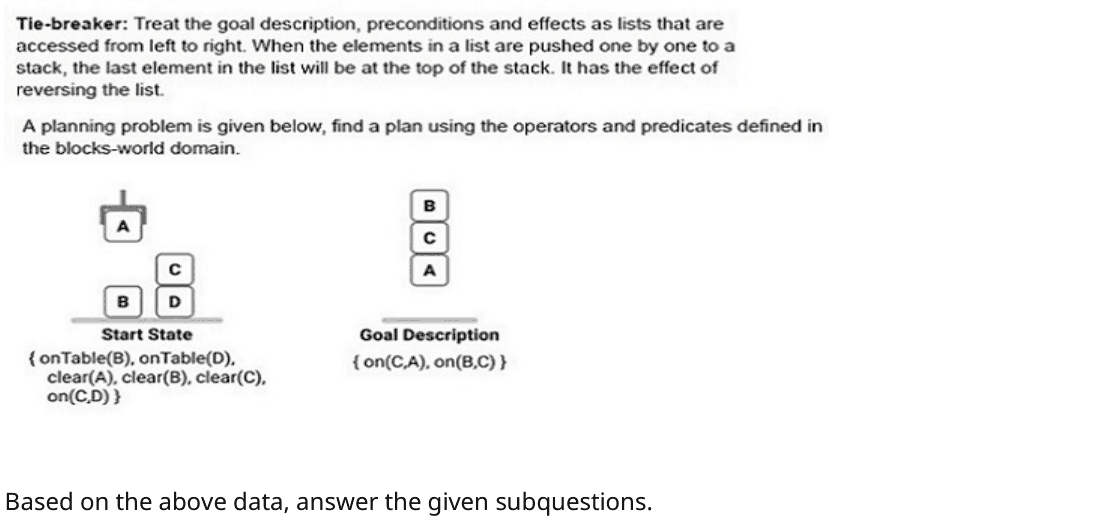 Tie-breaker: Treat the goal description, preconditions and effects as lists that are
accessed from left to right. When the elements in a list are pushed one by one to a
stack, the last element in the list will be at the top of the stack. It has the effect of
reversing the list.
A planning problem is given below, find a plan using the operators and predicates defined in
the blocks-world domain.
A
C
B D
B
C
A
Start State
{ onTable(B), onTable(D),
clear(A), clear(B), clear(C),
on(C,D) }
Goal Description
{ on(C,A), on(B,C) }
Based on the above data, answer the given subquestions.